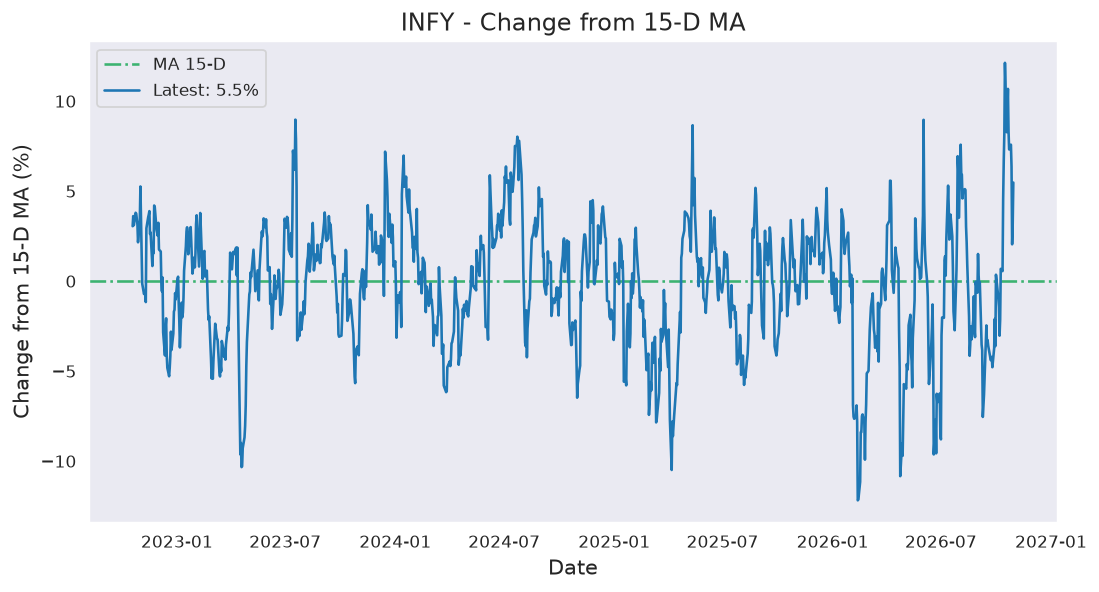 INFY - Change from 15-D MA
MA 15-D
Latest: 5.5%
Change from 15-D MA (%)
10
5
0
−5
−10
2023-01 2023-07 2024-01 2024-07 2025-01 2025-07 2026-01 2026-07 2027-01
Date